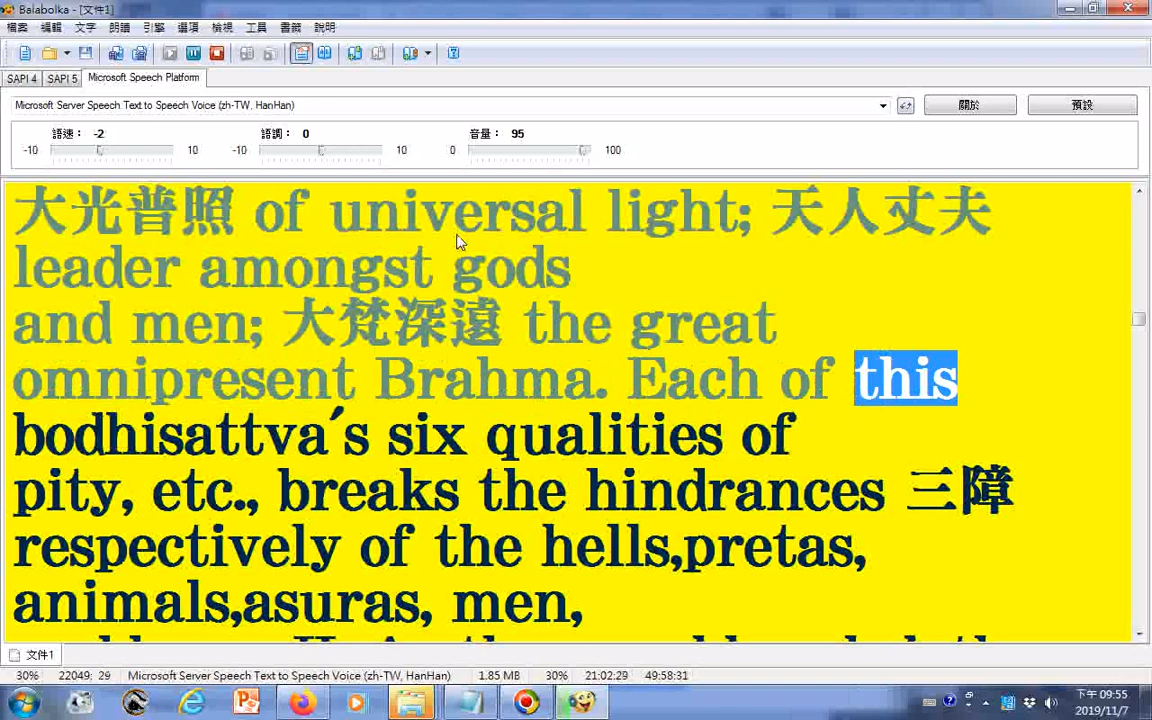 Balabolka - [文件1]
檔案 編輯 文字 朗讀 引擎 選項 檢視 工具 書籤 說明
SAPI 4 SAPI 5 Microsoft Speech Platform
Microsoft Server Speech Text to Speech Voice (zh-TW, HanHan) 關於 預設
語速： -2 語調： 0 音量： 95
-10 10 -10 10 0 100
大光普照 of universal light; 天人丈夫
leader amongst gods
and men; 大梵深遠 the great
omnipresent Brahma. Each of this
bodhisattva´s six qualities of
pity, etc., breaks the hindrances 三障
respectively of the hells,pretas,
animals,asuras, men,
文件1
30% 22049: 29 Microsoft Server Speech Text to Speech Voice (zh-TW, HanHan) 1.85 MB 30% 21:02:29 49:58:31
下午 09:55
2019/11/7